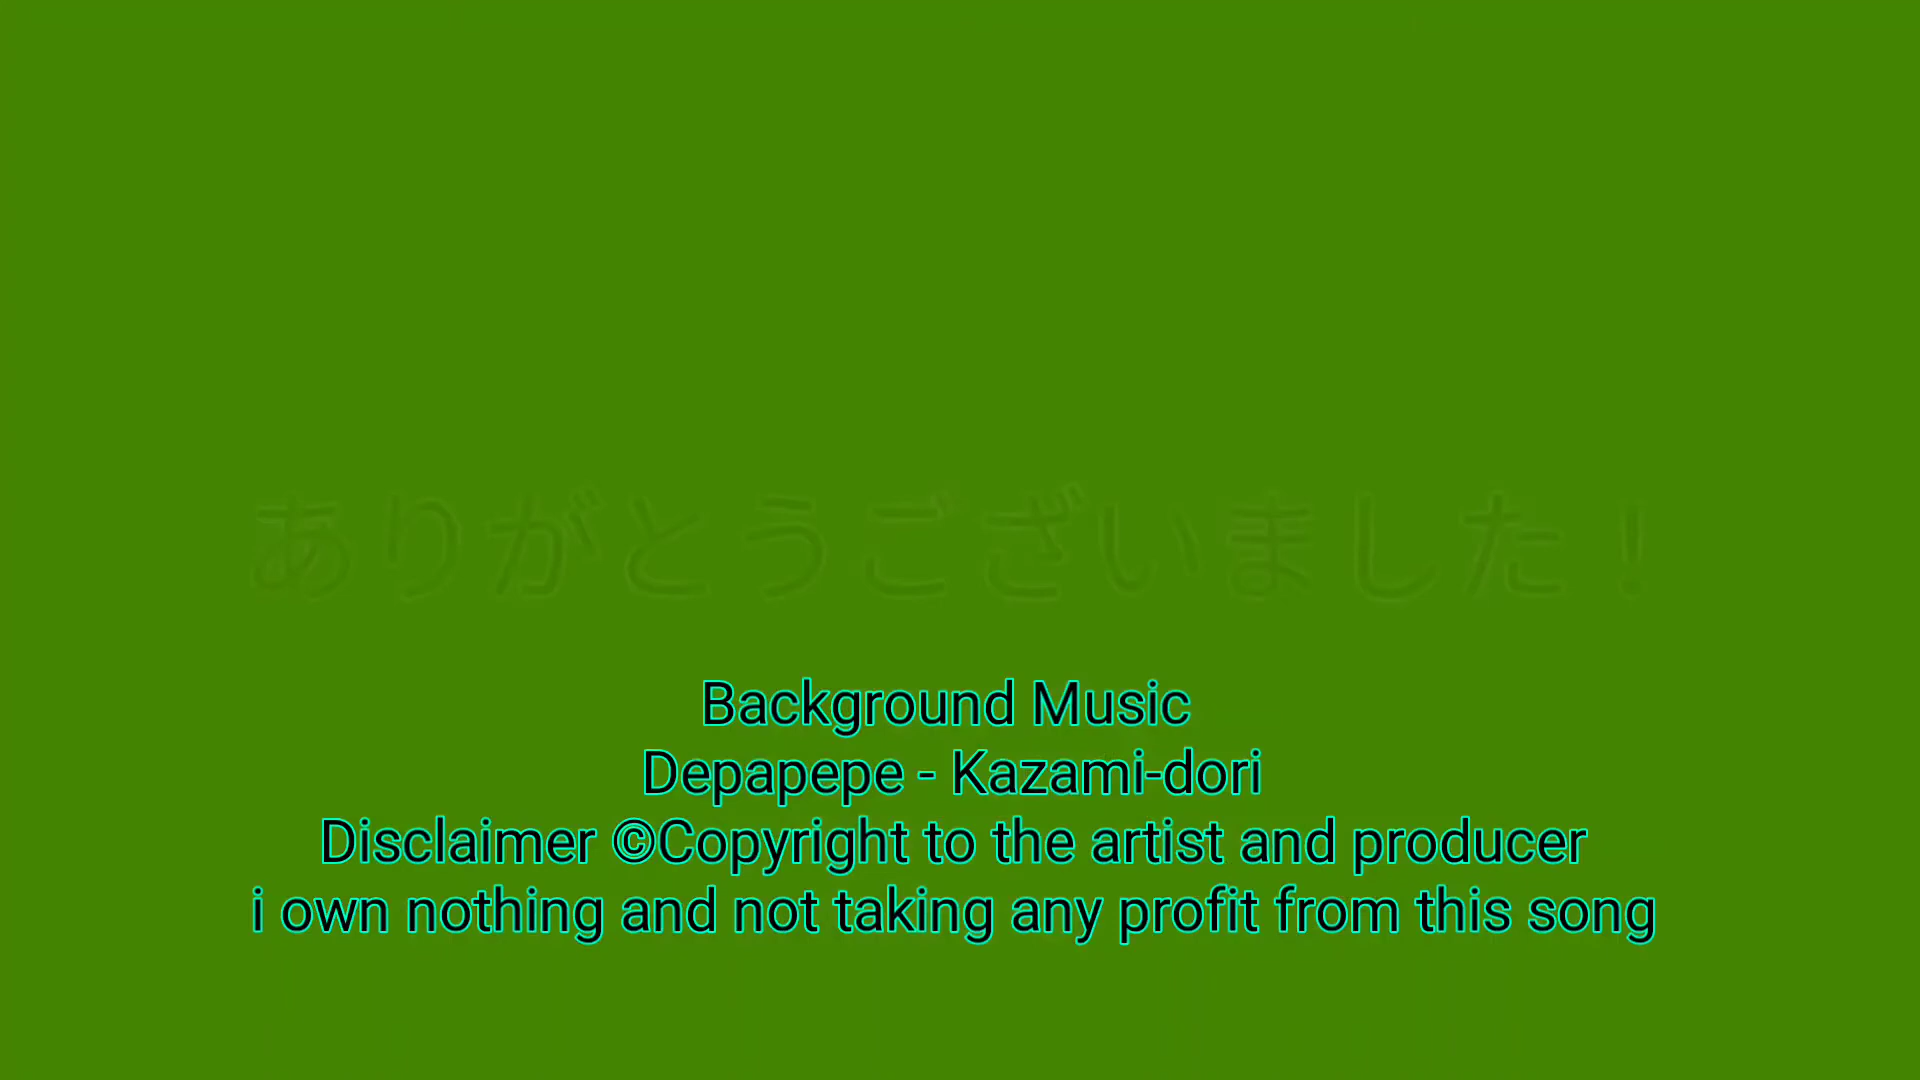 ありがとうございました！
Background Music
Depapepe - Kazami-dori
Disclaimer ©Copyright to the artist and producer
i own nothing and not taking any profit from this song